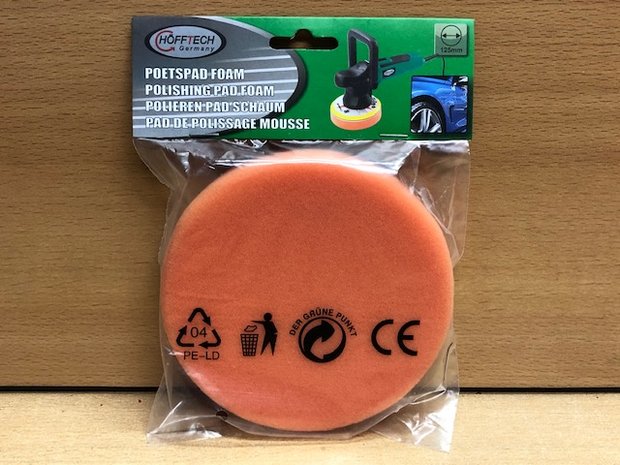 HÖFFTECH
Germany
125mm
POETSPAD FOAM
POLISHING PAD FOAM
POLIEREN PAD SCHAUM
PAD DE POLISSAGE MOUSSE
DER GRÜNE PUNKT
04
PE-LD
CE